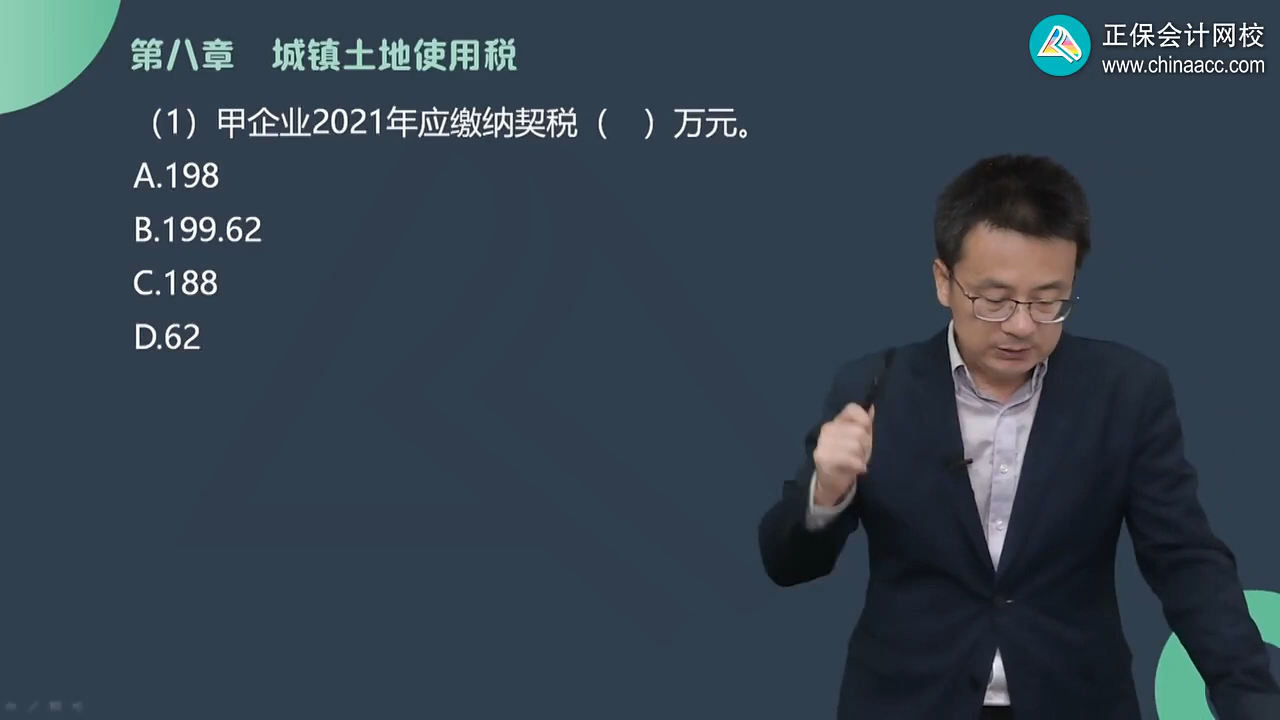 第八章 城镇土地使用税
正保会计网校
www.chinaacc.com
（1）甲企业2021年应缴纳契税（ ）万元。
A.198
B.199.62
C.188
D.62